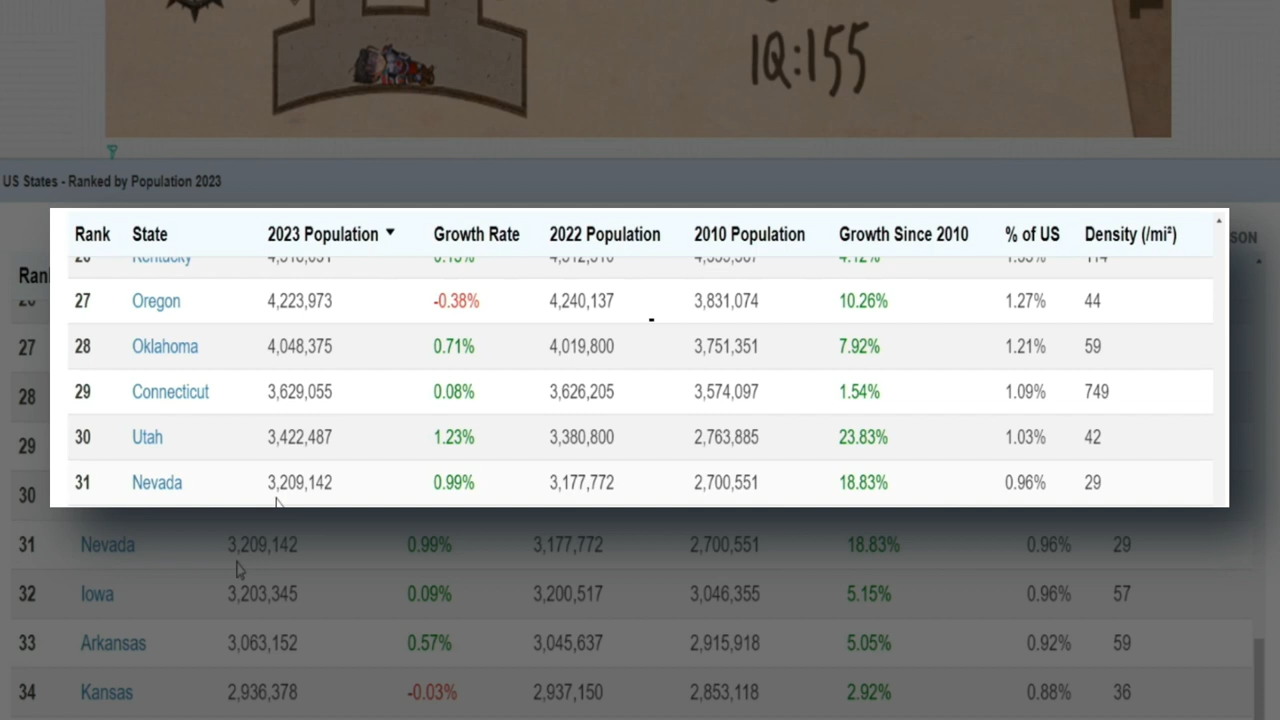 IQ:155
US States - Ranked by Population 2023
Rank State 2023 Population Growth Rate 2022 Population 2010 Population Growth Since 2010 % of US Density (/mi²)
27 Oregon 4,223,973 -0.38% 4,240,137 3,831,074 10.26% 1.27% 44
28 Oklahoma 4,048,375 0.71% 4,019,800 3,751,351 7.92% 1.21% 59
29 Connecticut 3,629,055 0.08% 3,626,205 3,574,097 1.54% 1.09% 749
30 Utah 3,422,487 1.23% 3,380,800 2,763,885 23.83% 1.03% 42
31 Nevada 3,209,142 0.99% 3,177,772 2,700,551 18.83% 0.96% 29
27
28
29
30
31 Nevada 3,209,142 0.99% 3,177,772 2,700,551 18.83% 0.96% 29
32 Iowa 3,203,345 0.09% 3,200,517 3,046,355 5.15% 0.96% 57
33 Arkansas 3,063,152 0.57% 3,045,637 2,915,918 5.05% 0.92% 59
34 Kansas 2,936,378 -0.03% 2,937,150 2,853,118 2.92% 0.88% 36